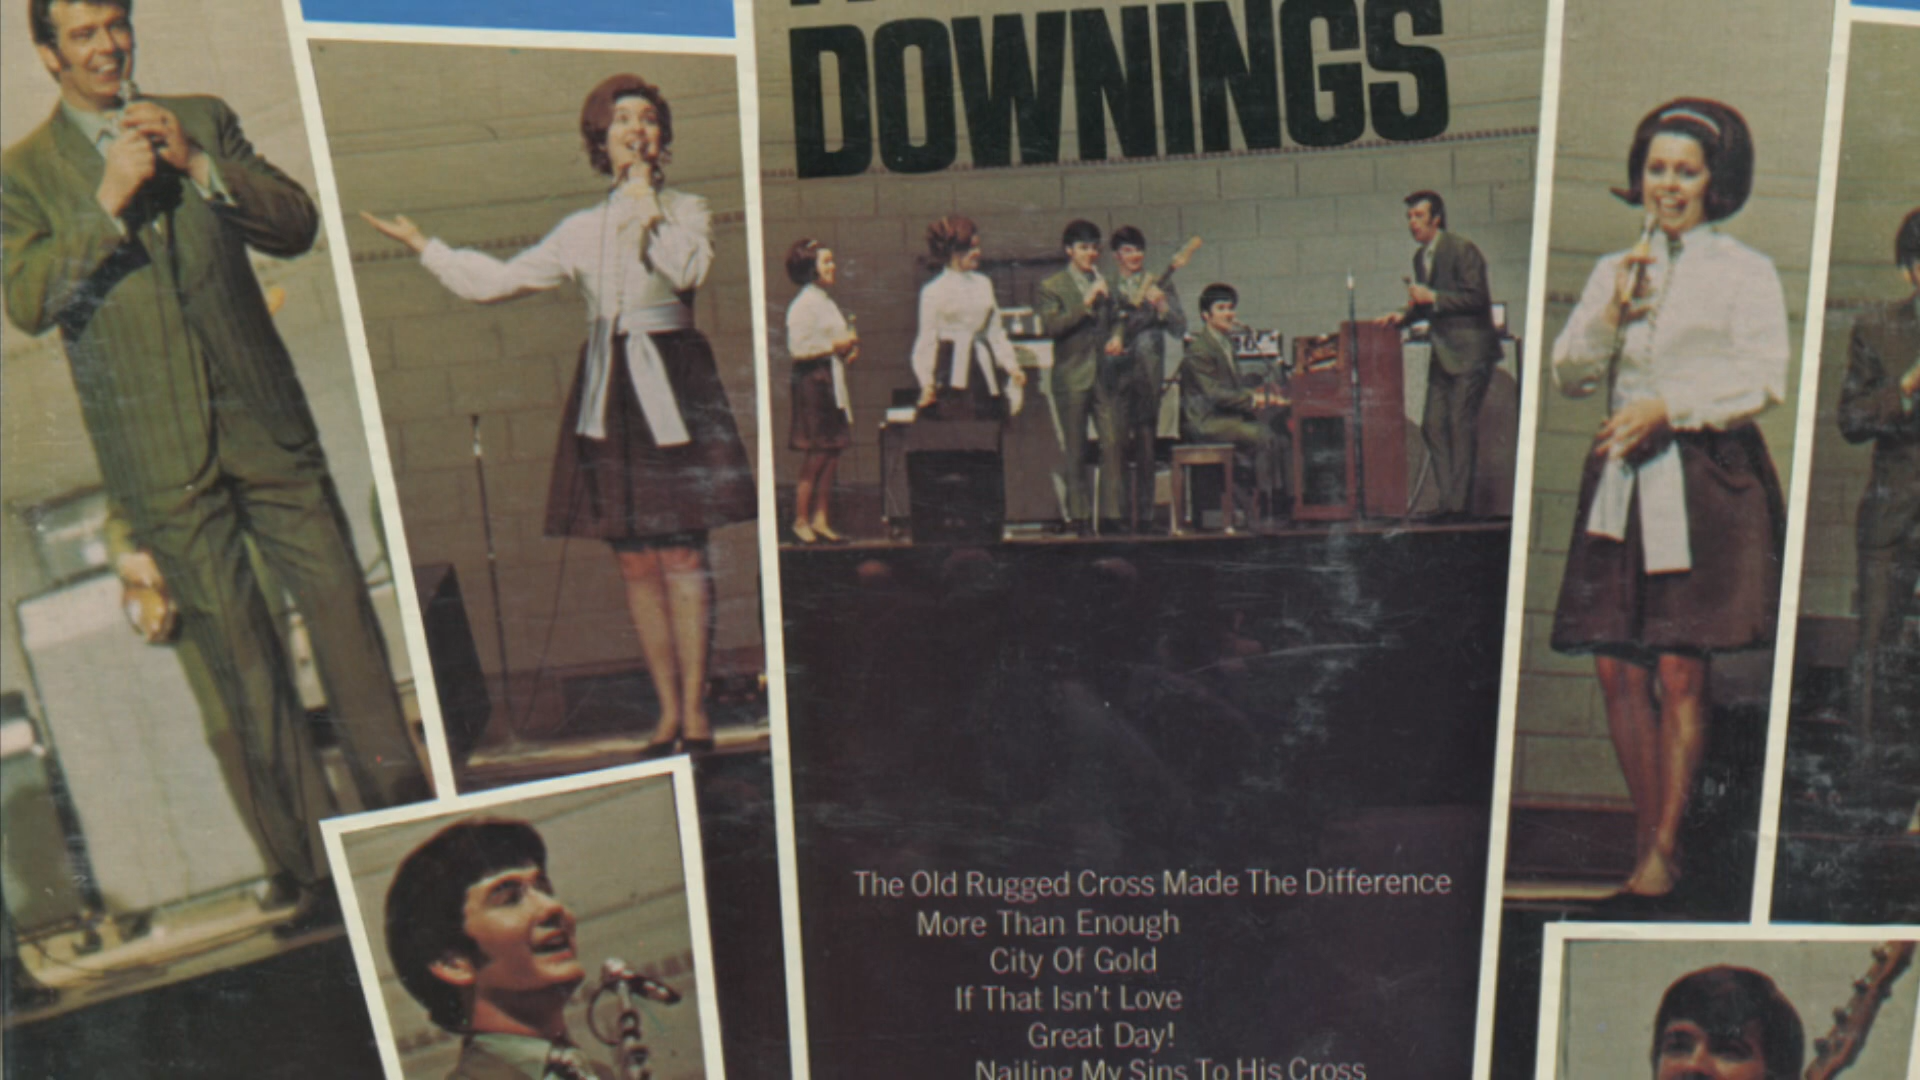 DOWNINGS
The Old Rugged Cross Made The Difference
More Than Enough
City Of Gold
If That Isn't Love
Great Day!
Nailing My Sins To His Cross